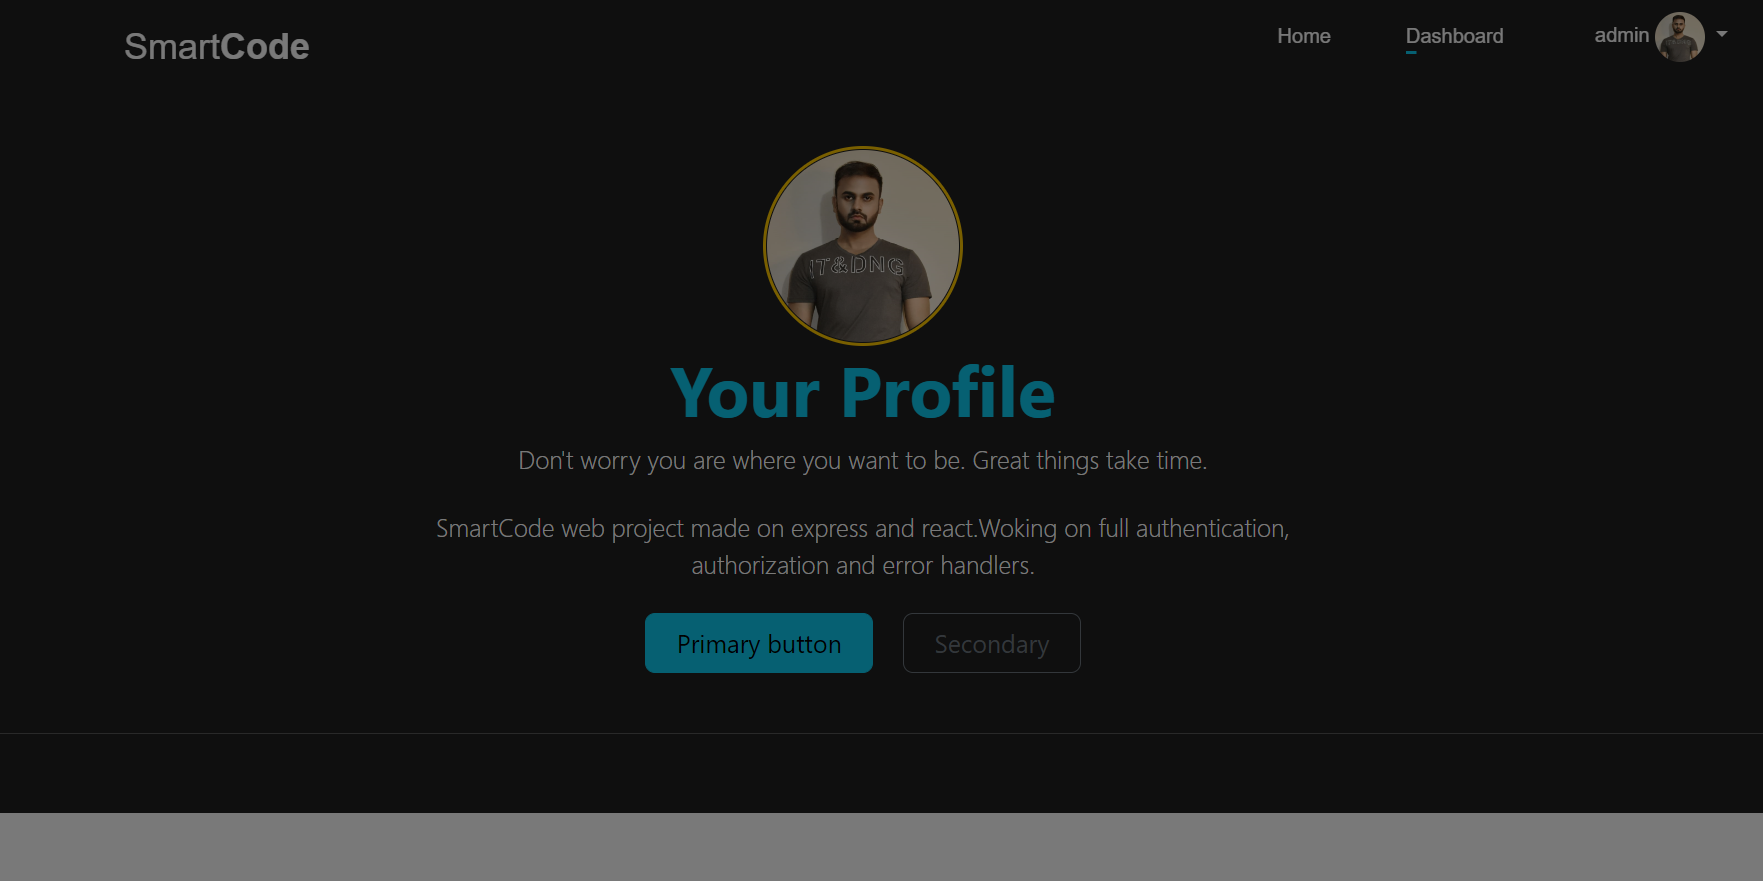 SmartCode
Home
Dashboard
admin
IT&DNG
Your Profile
Don't worry you are where you want to be. Great things take time.
SmartCode web project made on express and react.Woking on full authentication,
authorization and error handlers.
Primary button
Secondary